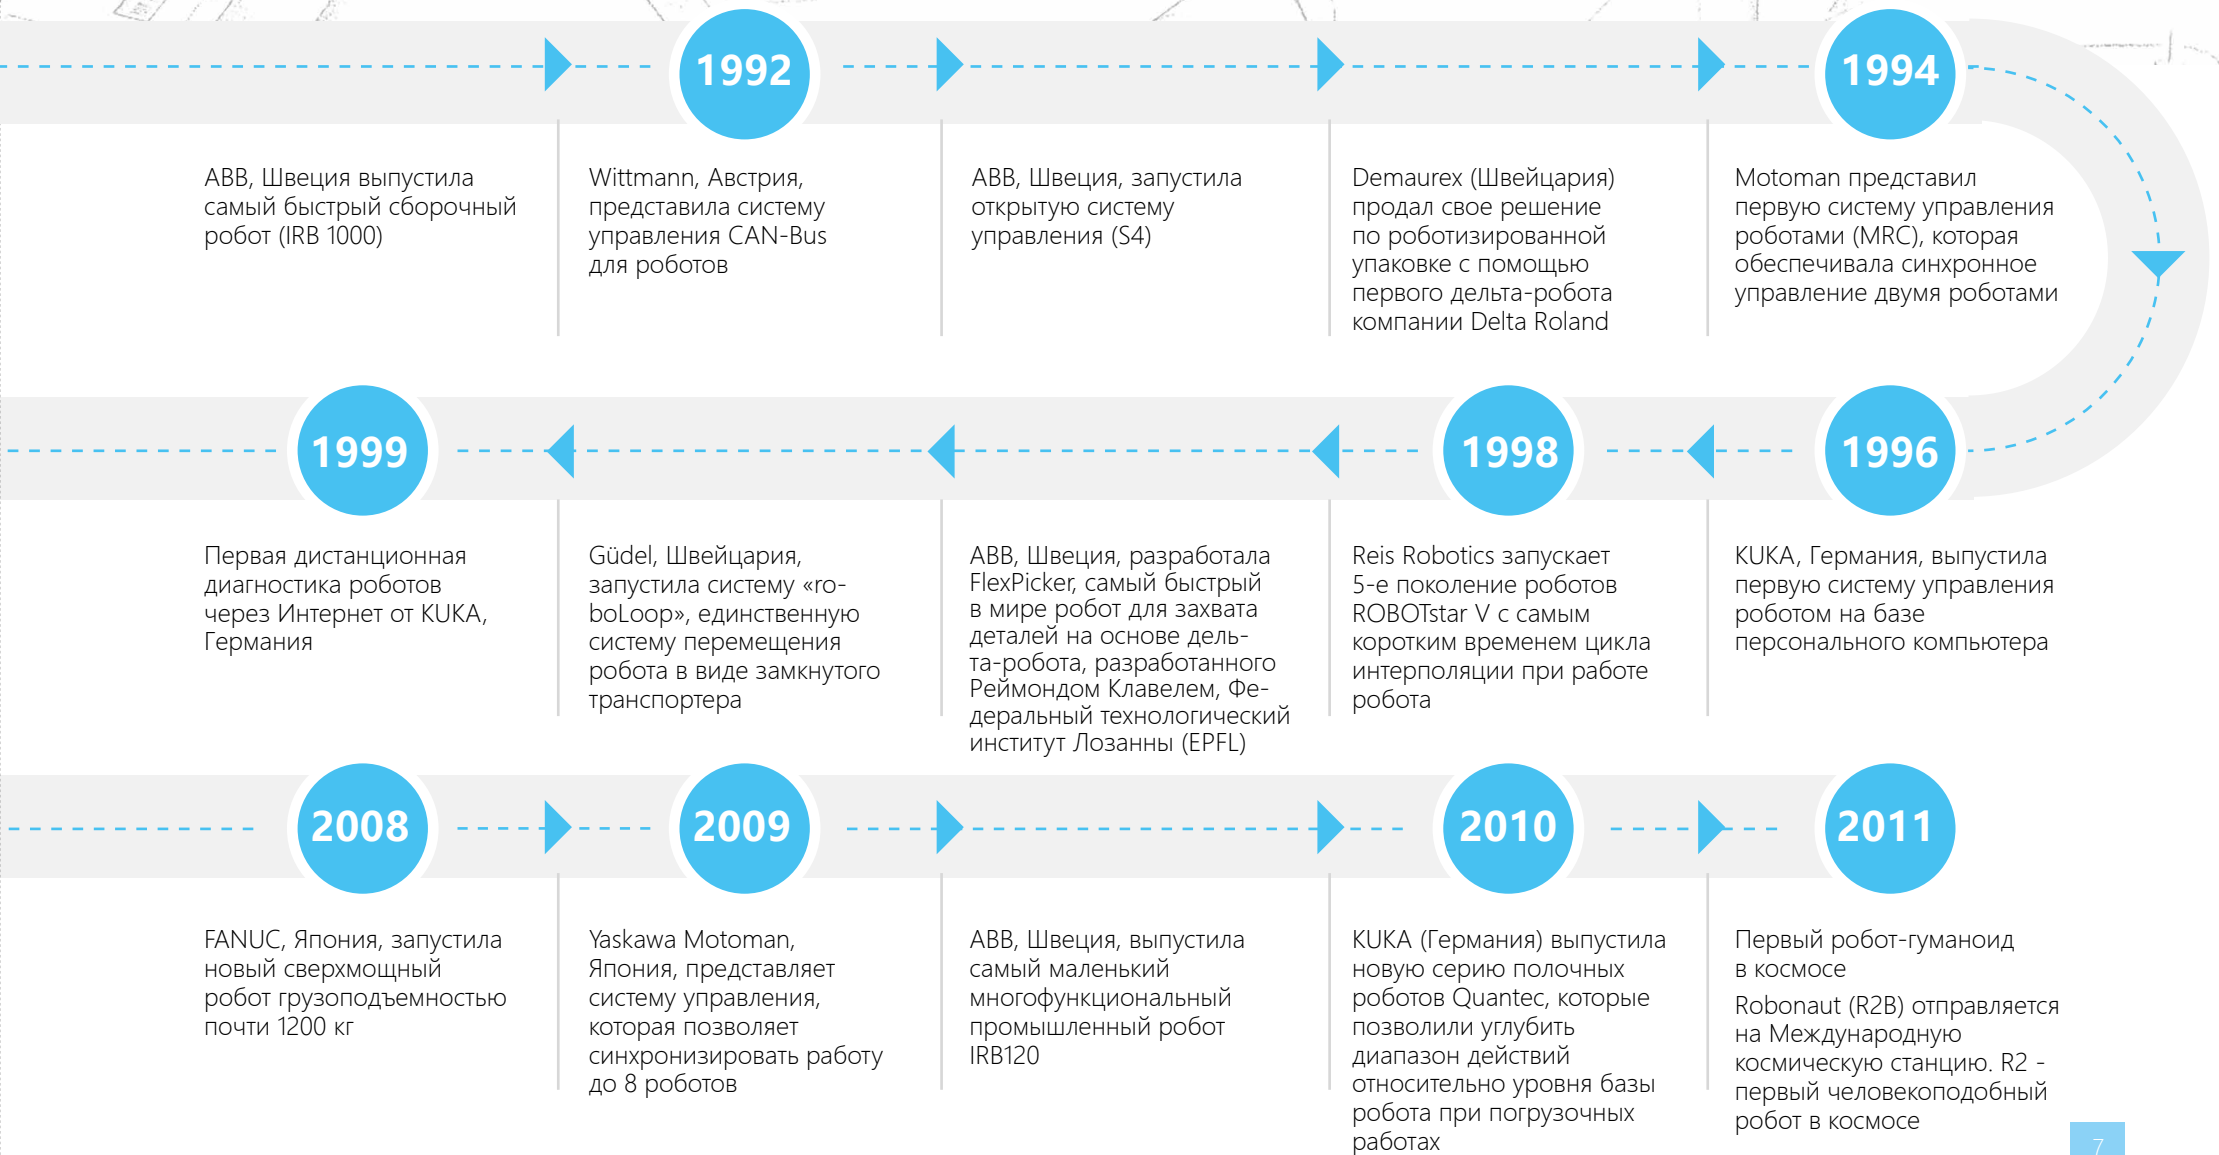 1992
1994
ABB, Швеция выпустила
самый быстрый сборочный
робот (IRB 1000)
Wittmann, Австрия,
представила систему
управления CAN-Bus
для роботов
ABB, Швеция, запустила
открытую систему
управления (S4)
Demaurex (Швейцария)
продал свое решение
по роботизированной
упаковке с помощью
первого дельта-робота
компании Delta Roland
Motoman представил
первую систему управления
роботами (MRC), которая
обеспечивала синхронное
управление двумя роботами
1999
1998
1996
Первая дистанционная
диагностика роботов
через Интернет от KUKA,
Германия
Güdel, Швейцария,
запустила систему «ro-
boLoop», единственную
систему перемещения
робота в виде замкнутого
транспортера
ABB, Швеция, разработала
FlexPicker, самый быстрый
в мире робот для захвата
деталей на основе дель-
та-робота, разработанного
Реймондом Клавелем, Фе-
деральный технологический
институт Лозанны (EPFL)
Reis Robotics запускает
5-е поколение роботов
ROBOTstar V с самым
коротким временем цикла
интерполяции при работе
робота
KUKA, Германия, выпустила
первую систему управления
роботом на базе
персонального компьютера
2008
2009
2010
2011
FANUC, Япония, запустила
новый сверхмощный
робот грузоподъемностью
почти 1200 кг
Yaskawa Motoman,
Япония, представляет
систему управления,
которая позволяет
синхронизировать работу
до 8 роботов
ABB, Швеция, выпустила
самый маленький
многофункциональный
промышленный робот
IRB120
KUKA (Германия) выпустила
новую серию полочных
роботов Quantec, которые
позволили углубить
диапазон действий
относительно уровня базы
робота при погрузочных
работах
Первый робот-гуманоид
в космосе
Robonaut (R2B) отправляется
на Международную
космическую станцию. R2 -
первый человекоподобный
робот в космосе
7